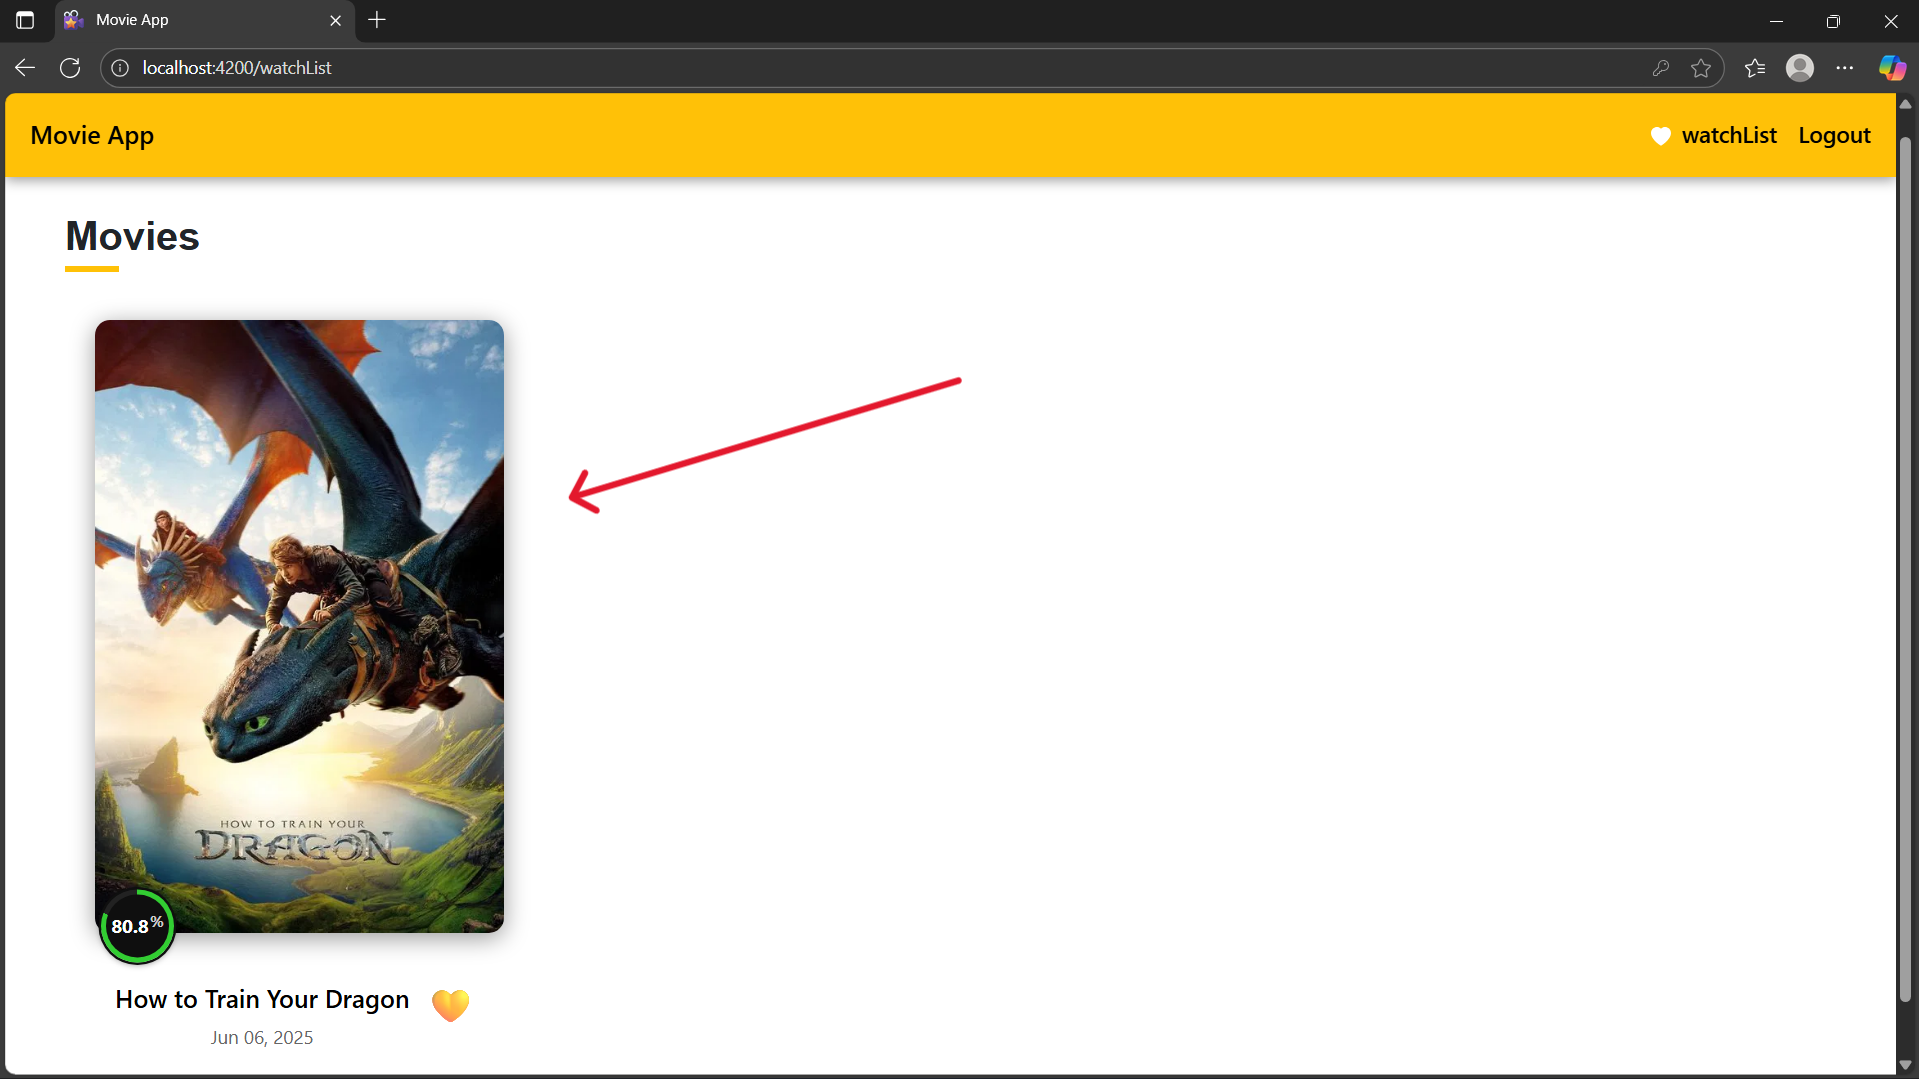 Movie App
localhost:4200/watchList
Movie App
watchList Logout
Movies
HOW TO TRAIN YOUR
DRAGON
80.8%
How to Train Your Dragon
Jun 06, 2025